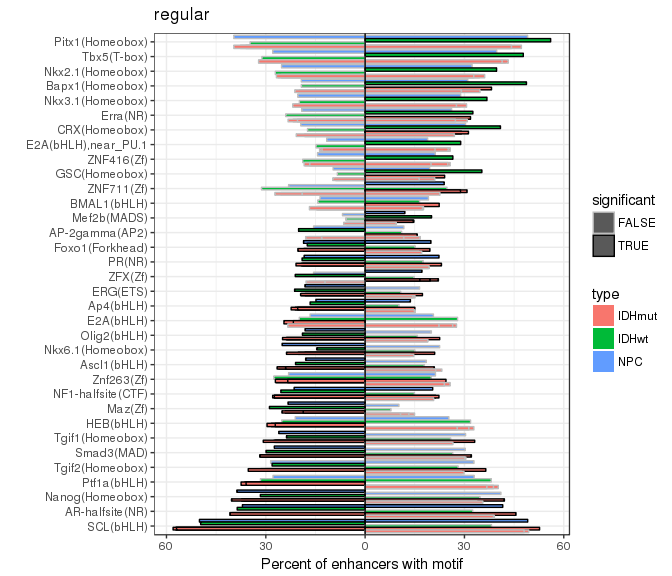 regular
Pitx1(Homeobox)
Tbx5(T-box)
Nkx2.1(Homeobox)
Bapx1(Homeobox)
Nkx3.1(Homeobox)
Erra(NR)
CRX(Homeobox)
E2A(bHLH),near_PU.1
ZNF416(Zf)
GSC(Homeobox)
ZNF711(Zf)
BMAL1(bHLH)
Mef2b(MADS)
AP-2gamma(AP2)
Foxo1(Forkhead)
PR(NR)
ZFX(Zf)
ERG(ETS)
Ap4(bHLH)
E2A(bHLH)
Olig2(bHLH)
Nkx6.1(Homeobox)
Ascl1(bHLH)
Znf263(Zf)
NF1-halfsite(CTF)
Maz(Zf)
HEB(bHLH)
Tgif1(Homeobox)
Smad3(MAD)
Tgif2(Homeobox)
Ptf1a(bHLH)
Nanog(Homeobox)
AR-halfsite(NR)
SCL(bHLH)
60 30 0 30 60
Percent of enhancers with motif
significant
FALSE
TRUE
type
IDHmut
IDHwt
NPC